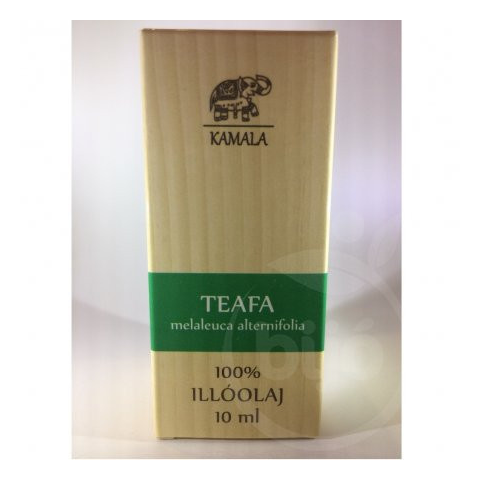 KAMALA
TEAFA
melaleuca alternifolia
100%
ILLÓOLAJ
10 ml